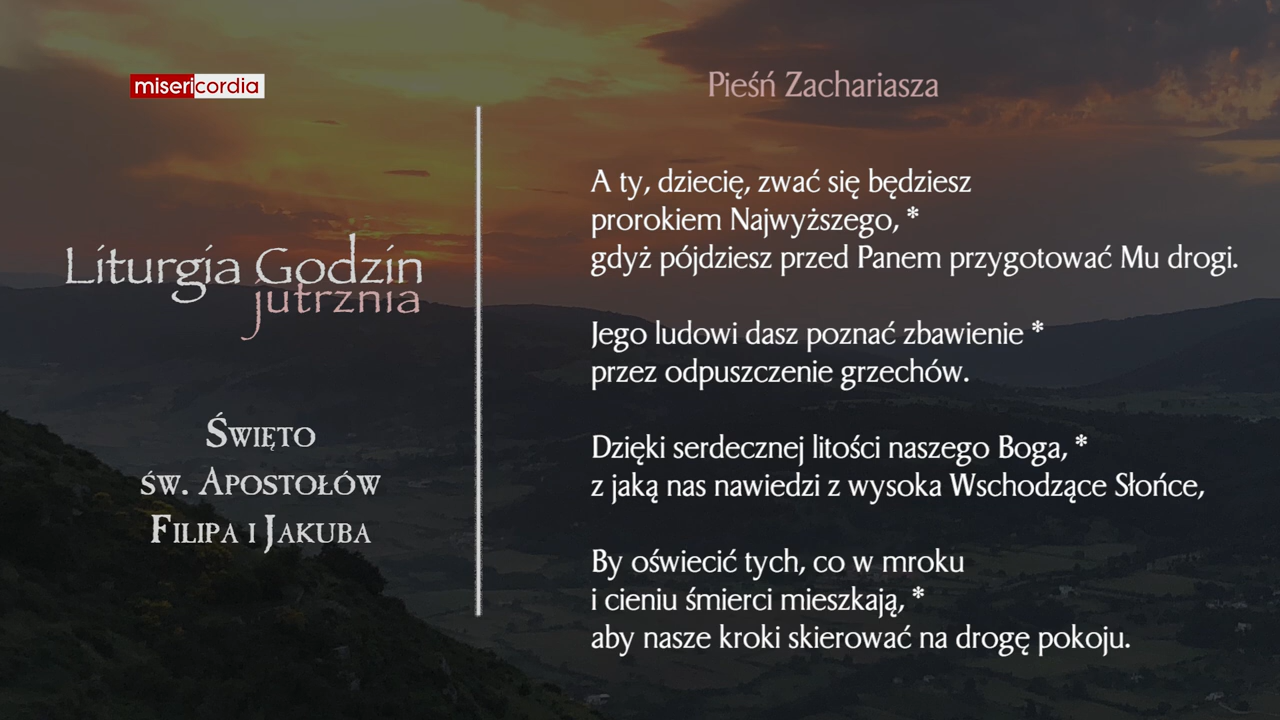 misericordia
Liturgia Godzin
jutrznia
Święto
św. Apostołów
Filipa i Jakuba
Pieśń Zachariasza
A ty, dziecię, zwać się będziesz
prorokiem Najwyższego, *
gdyż pójdziesz przed Panem przygotować Mu drogi.
Jego ludowi dasz poznać zbawienie *
przez odpuszczenie grzechów.
Dzięki serdecznej litości naszego Boga, *
z jaką nas nawiedzi z wysoka Wschodzące Słońce,
By oświecić tych, co w mroku
i cieniu śmierci mieszkają, *
aby nasze kroki skierować na drogę pokoju.